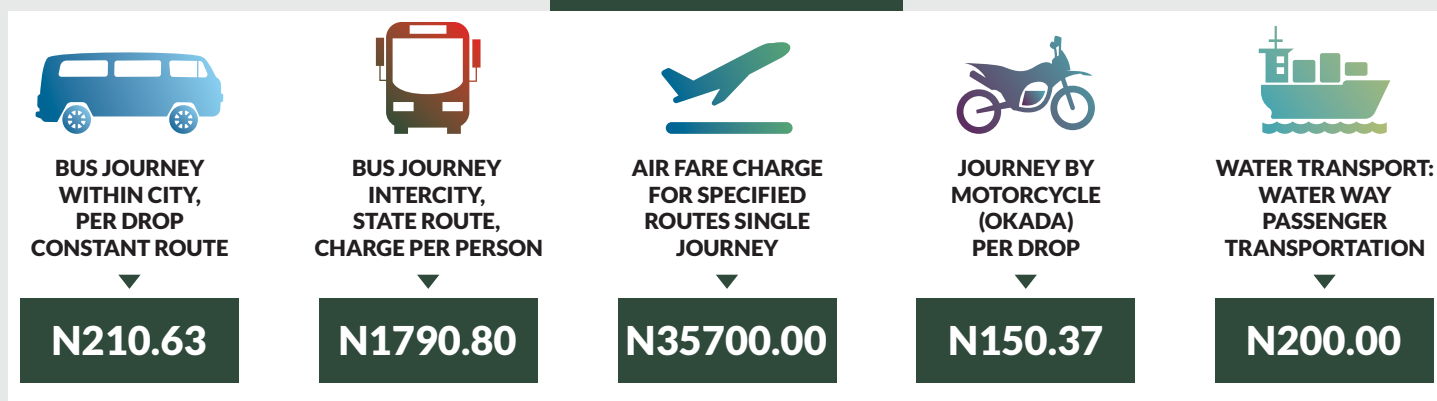 BUS JOURNEY
WITHIN CITY,
PER DROP
CONSTANT ROUTE
N210.63
BUS JOURNEY
INTERCITY,
STATE ROUTE,
CHARGE PER PERSON
N1790.80
AIR FARE CHARGE
FOR SPECIFIED
ROUTES SINGLE
JOURNEY
N35700.00
JOURNEY BY
MOTORCYCLE
(OKADA)
PER DROP
N150.37
WATER TRANSPORT:
WATER WAY
PASSENGER
TRANSPORTATION
N200.00